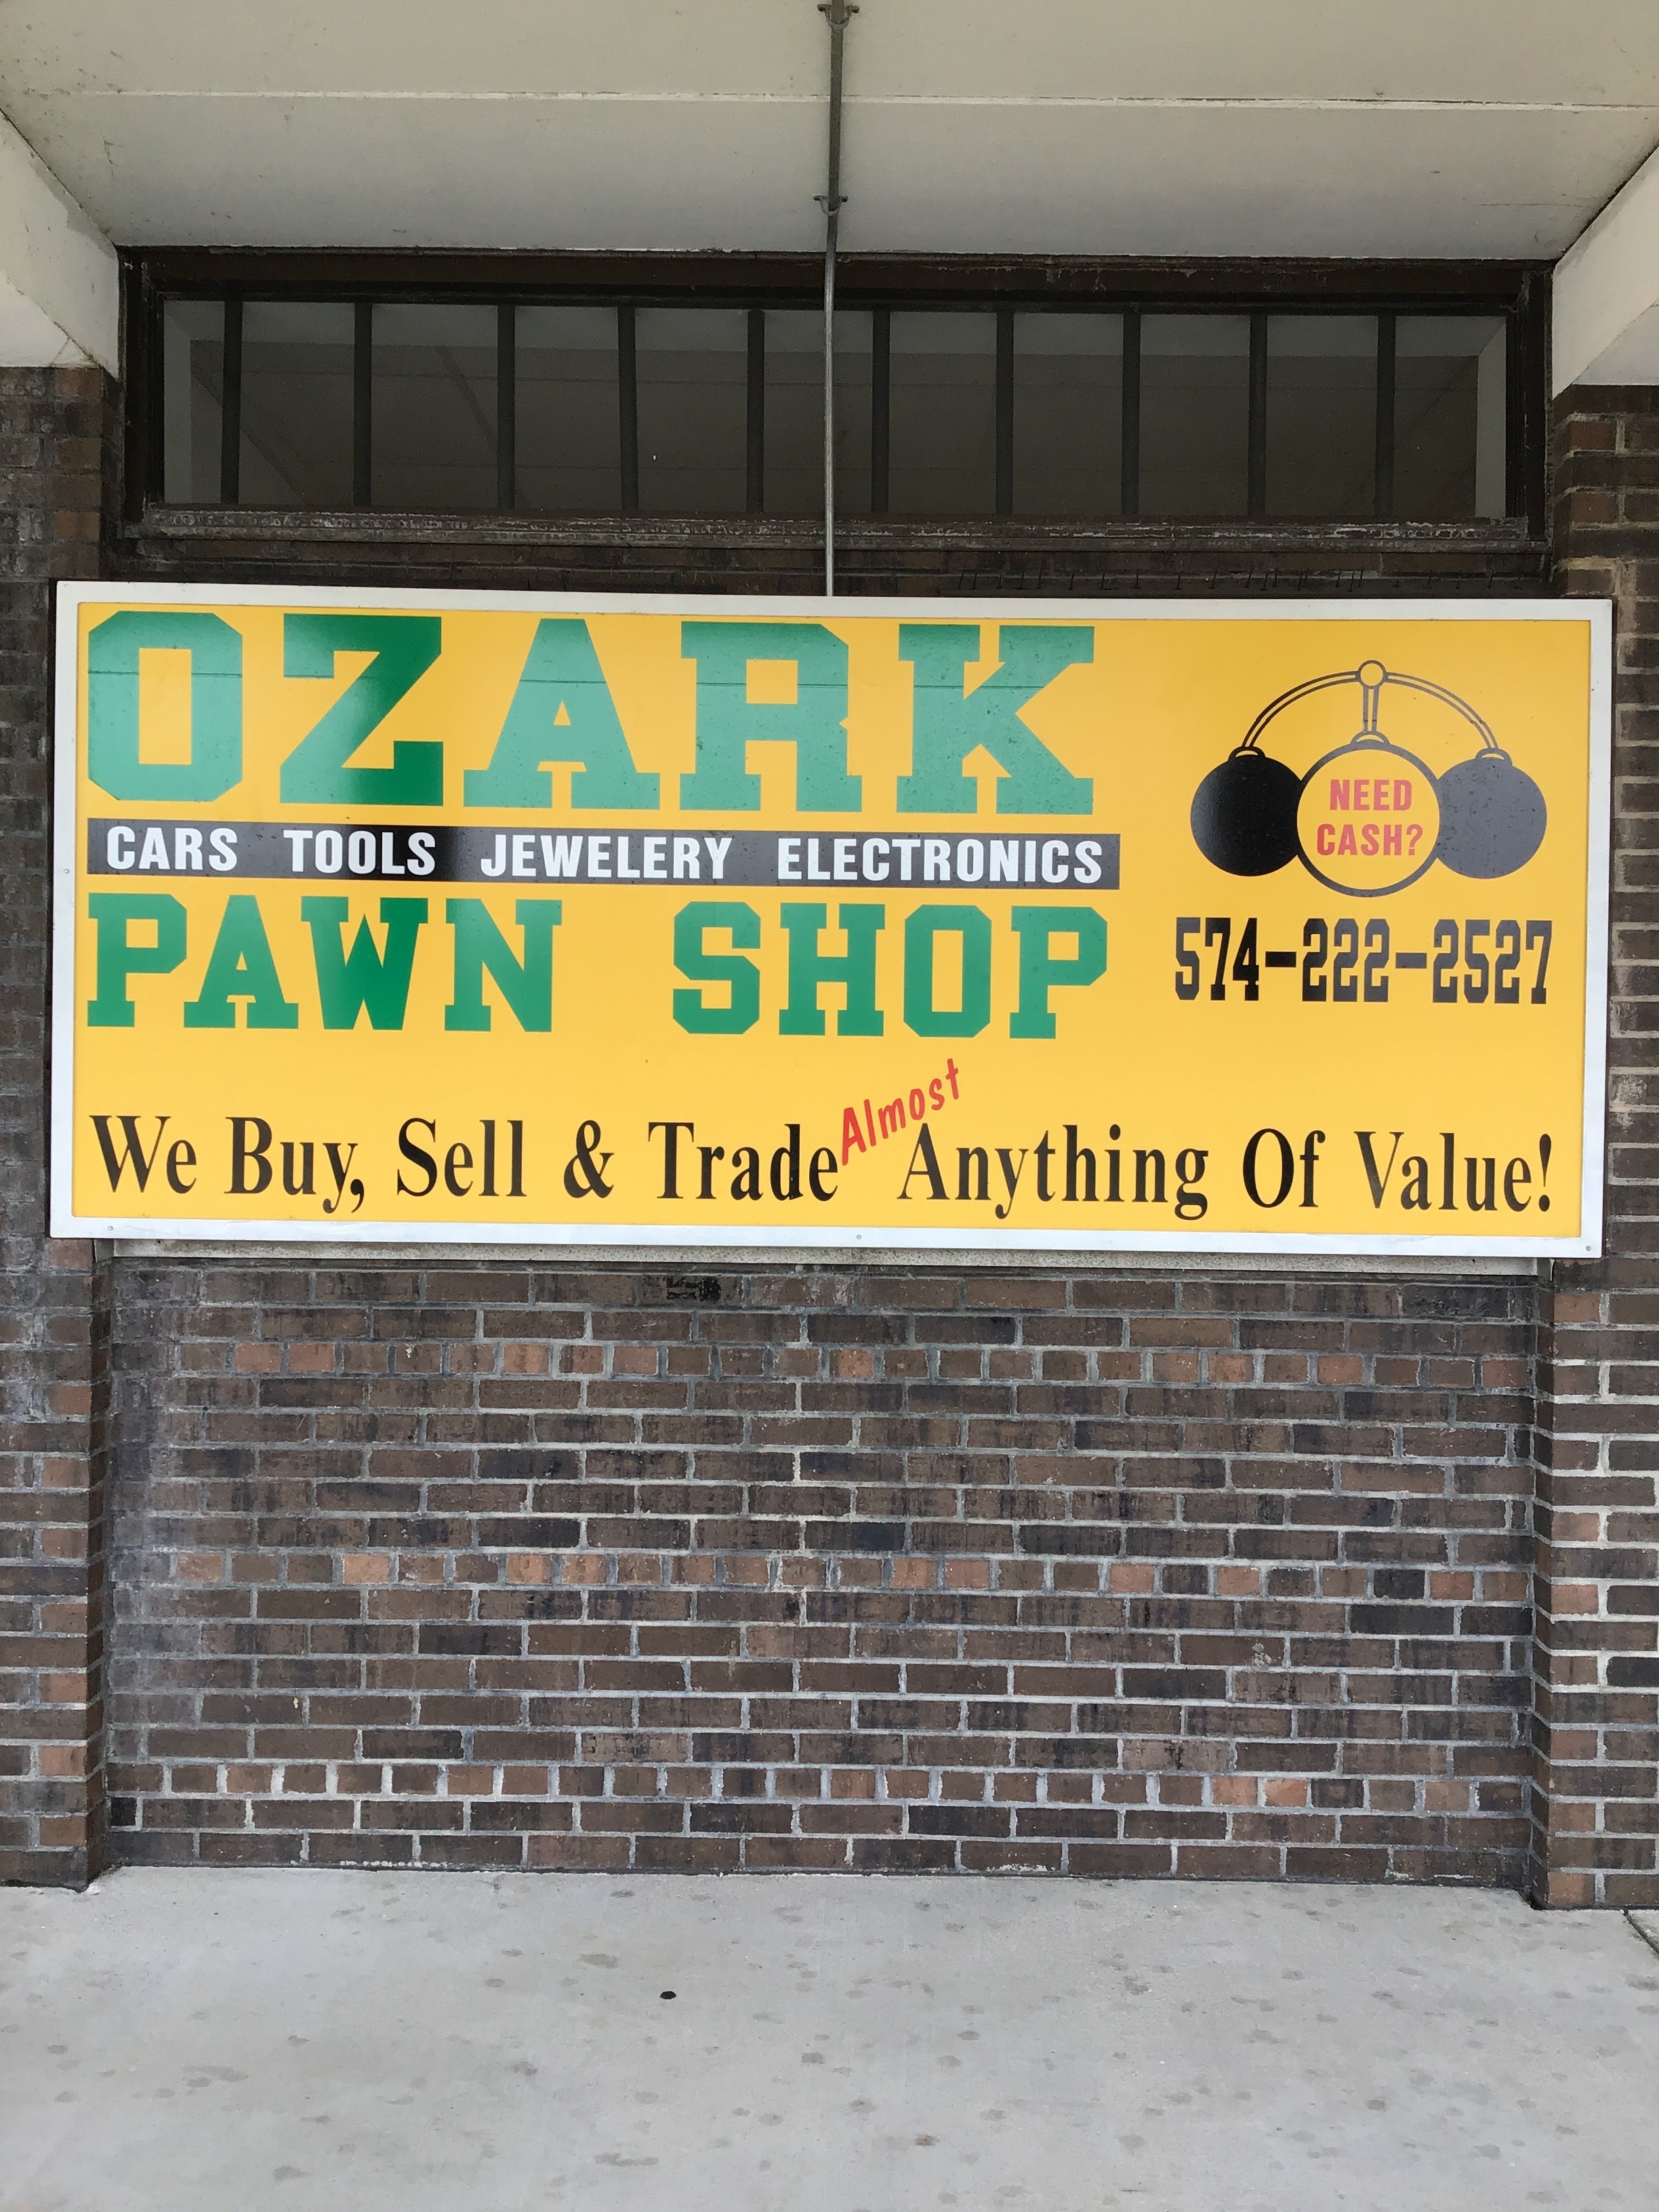 OZARK
CARS TOOLS JEWELERY ELECTRONICS
PAWN SHOP
NEED
CASH?
574-222-2527
We Buy, Sell & Trade Almost Anything Of Value!